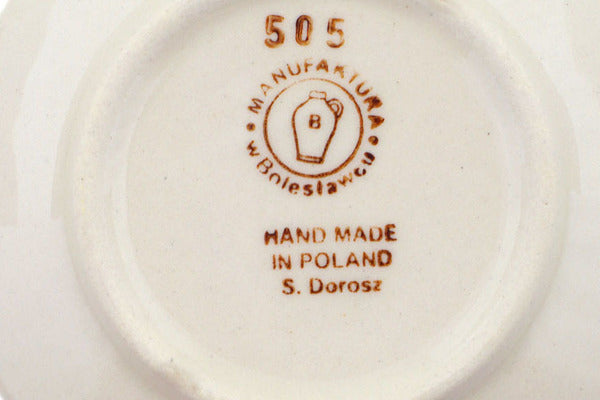 505
MANUFAKTURA
w Bolesławcu
B
HAND MADE
IN POLAND
S. Dorosz